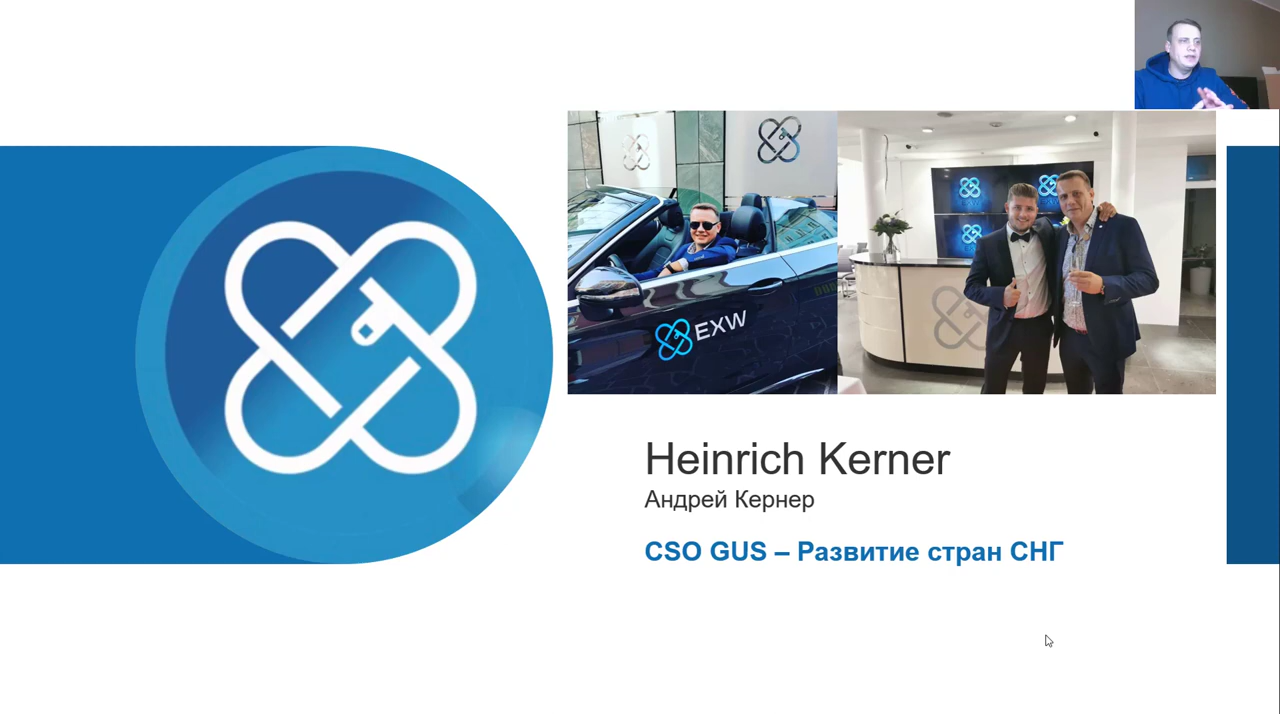 EXW
Heinrich Kerner
Андрей Кернер
CSO GUS – Развитие стран СНГ